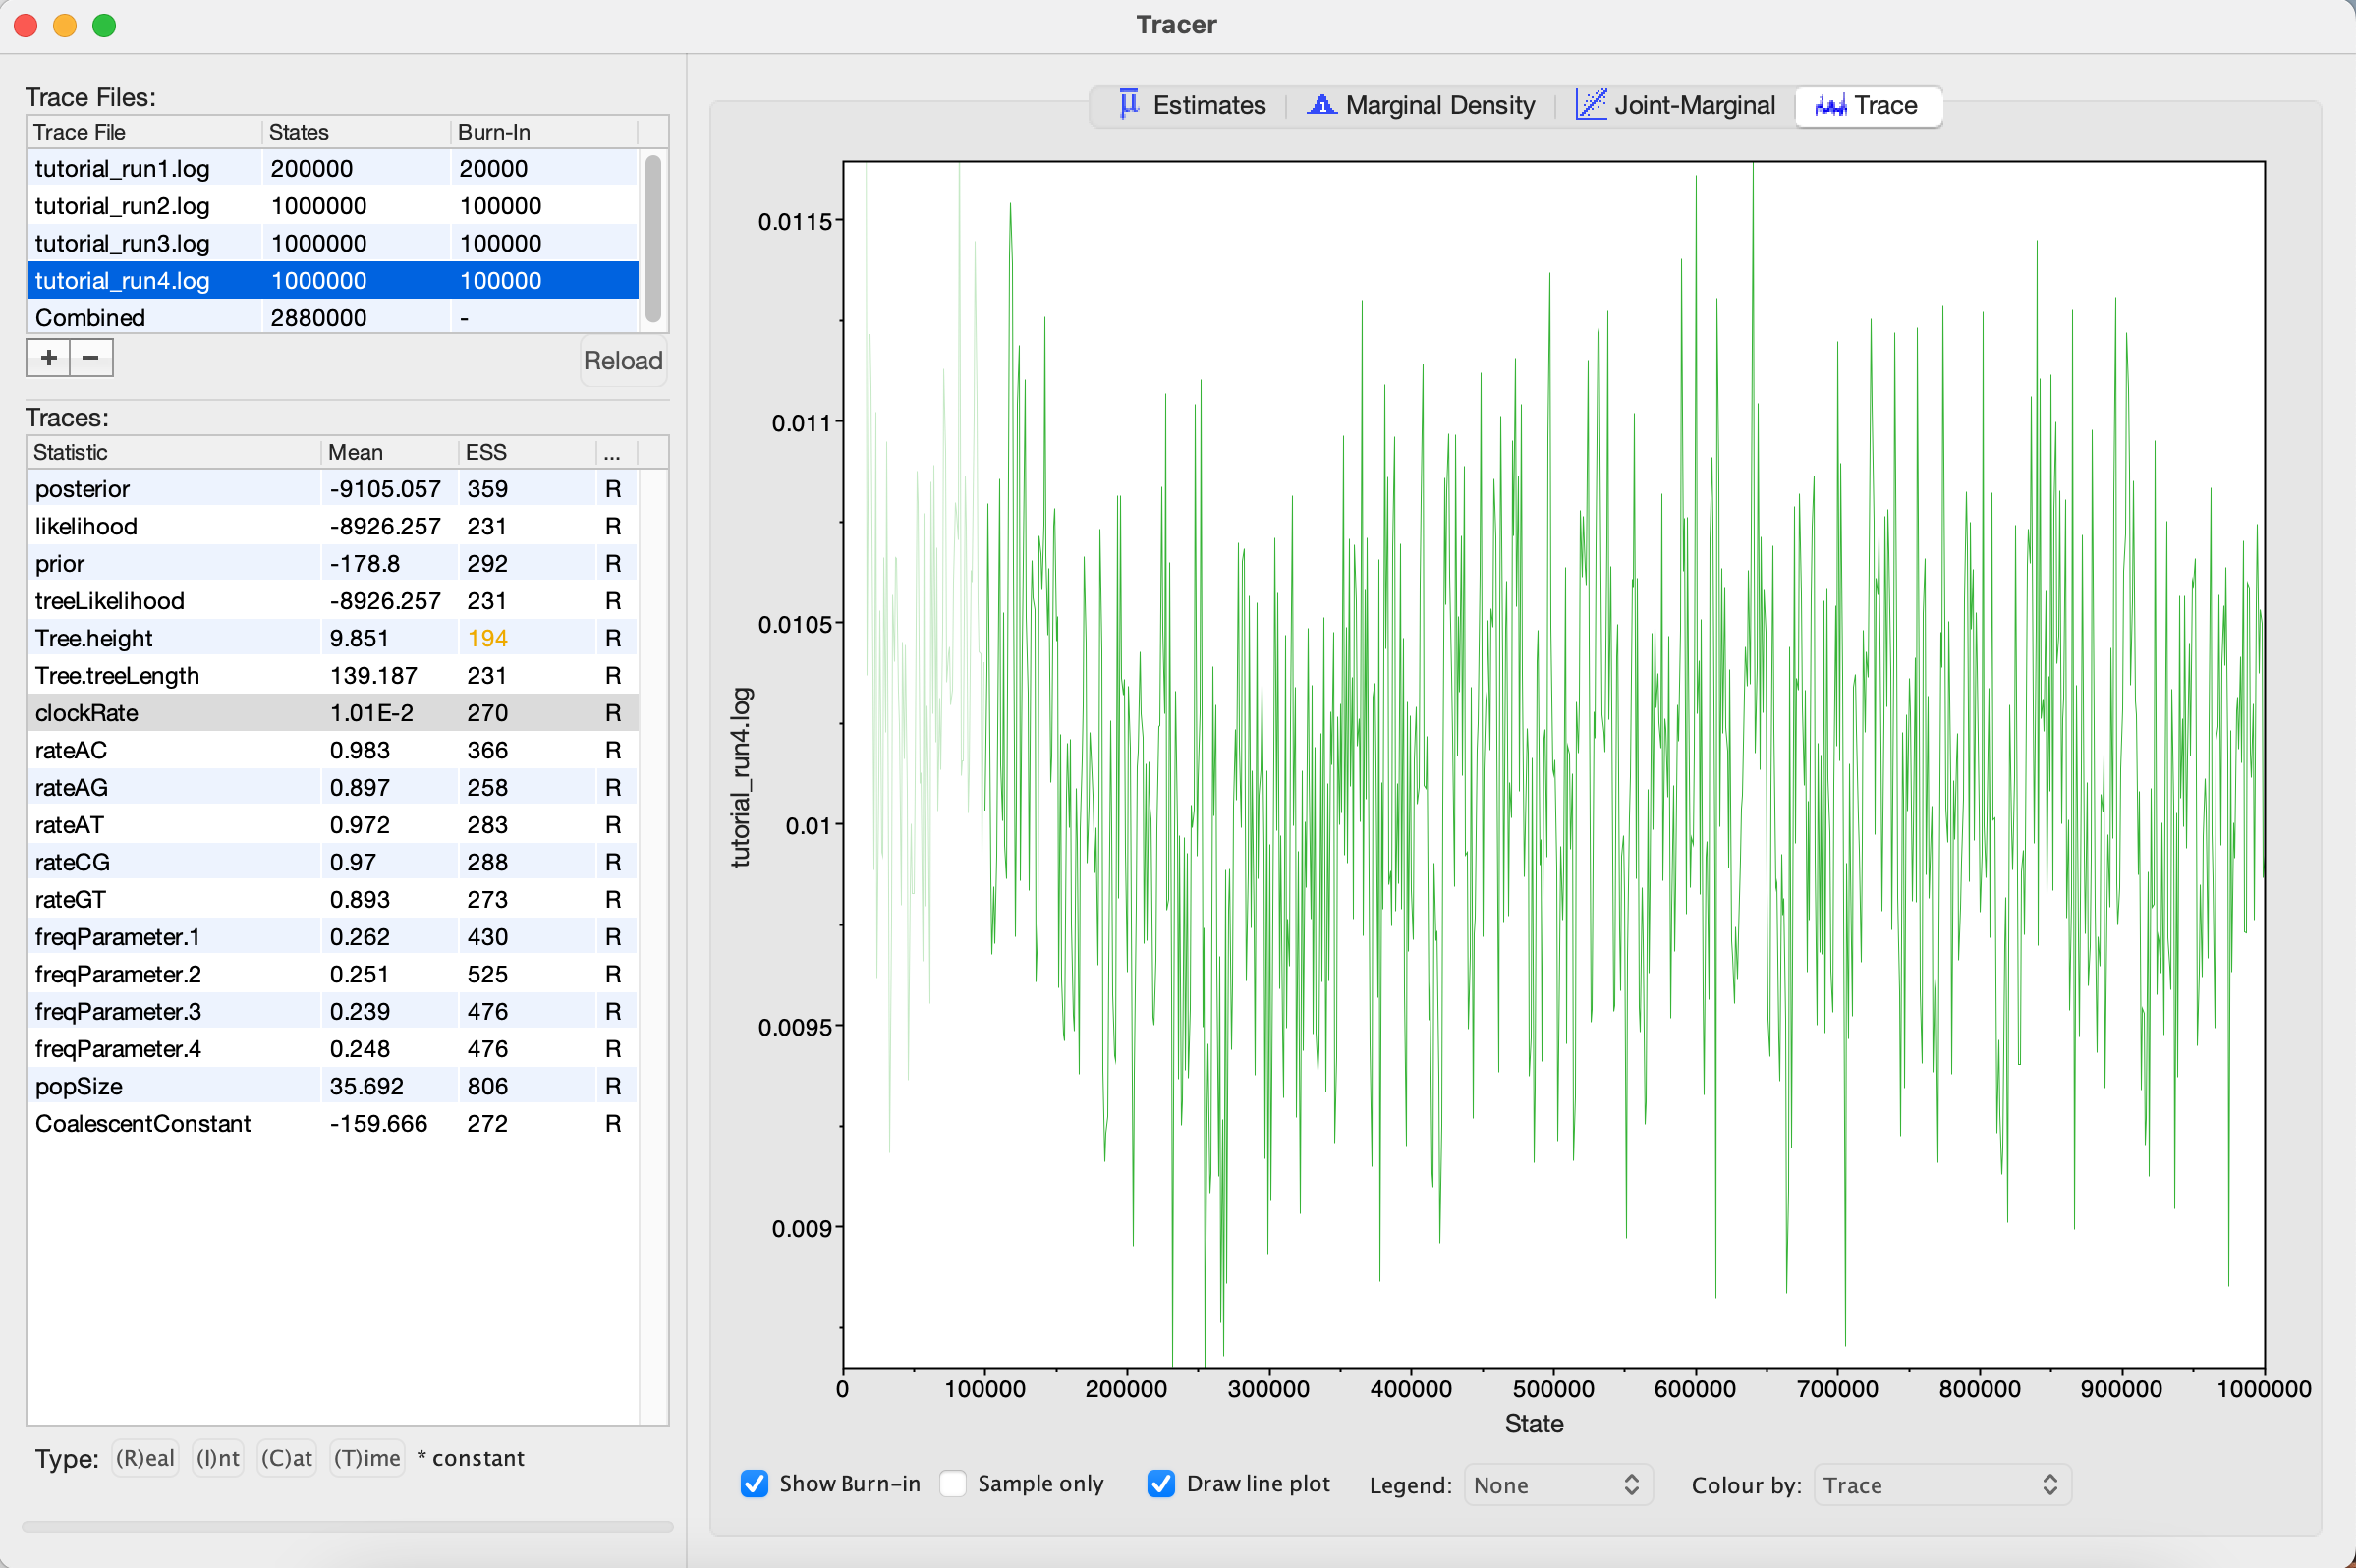 Tracer
Trace Files:
Trace File States Burn-In
tutorial_run1.log 200000 20000
tutorial_run2.log 1000000 100000
tutorial_run3.log 1000000 100000
tutorial_run4.log 1000000 100000
Combined 2880000 -
+ −
Reload
Traces:
Statistic Mean ESS ...
posterior -9105.057 359 R
likelihood -8926.257 231 R
prior -178.8 292 R
treeLikelihood -8926.257 231 R
Tree.height 9.851 194 R
Tree.treeLength 139.187 231 R
clockRate 1.01E-2 270 R
rateAC 0.983 366 R
rateAG 0.897 258 R
rateAT 0.972 283 R
rateCG 0.97 288 R
rateGT 0.893 273 R
freqParameter.1 0.262 430 R
freqParameter.2 0.251 525 R
freqParameter.3 0.239 476 R
freqParameter.4 0.248 476 R
popSize 35.692 806 R
CoalescentConstant -159.666 272 R
Type: (R)eal (I)nt (C)at (T)ime * constant
Estimates Marginal Density Joint-Marginal Trace
0.0115
0.011
0.0105
0.01
0.0095
0.009
tutorial_run4.log
0 100000 200000 300000 400000 500000 600000 700000 800000 900000 1000000
State
Show Burn-in Sample only Draw line plot Legend: None Colour by: Trace